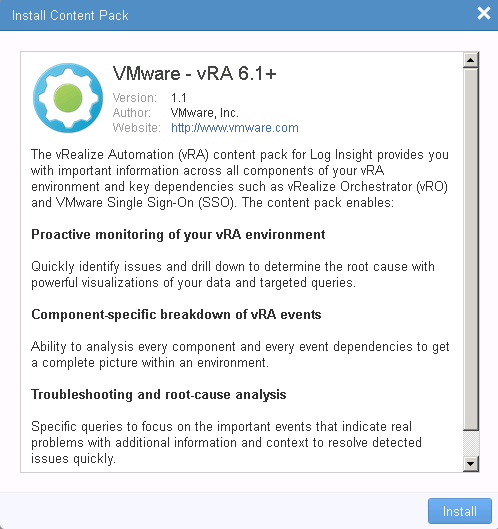 Install Content Pack
VMware - vRA 6.1+
Version: 1.1
Author: VMware, Inc.
Website: http://www.vmware.com
The vRealize Automation (vRA) content pack for Log Insight provides you
with important information across all components of your vRA
environment and key dependencies such as vRealize Orchestrator (vRO)
and VMware Single Sign-On (SSO). The content pack enables:
Proactive monitoring of your vRA environment
Quickly identify issues and drill down to determine the root cause with
powerful visualizations of your data and targeted queries.
Component-specific breakdown of vRA events
Ability to analysis every component and every event dependencies to get
a complete picture within an environment.
Troubleshooting and root-cause analysis
Specific queries to focus on the important events that indicate real
problems with additional information and context to resolve detected
issues quickly.
Install